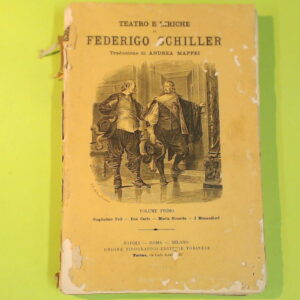 TEATRO E LIRICHE
FEDERIGO SCHILLER
Traduzione di ANDREA MAFFEI
VOLUME PRIMO
Guglielmo Tell — Don Carlo — Maria Stuarda — I Masnadieri
NAPOLI — ROMA — MILANO
UNIONE TIPOGRAFICO-EDITRICE TORINESE
Torino,